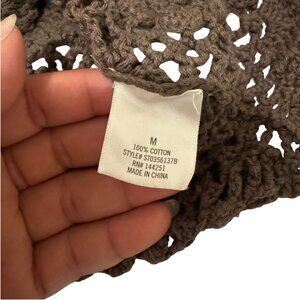 M
100% COTTON
STYLE# ST0356137B
RN# 144251
MADE IN CHINA